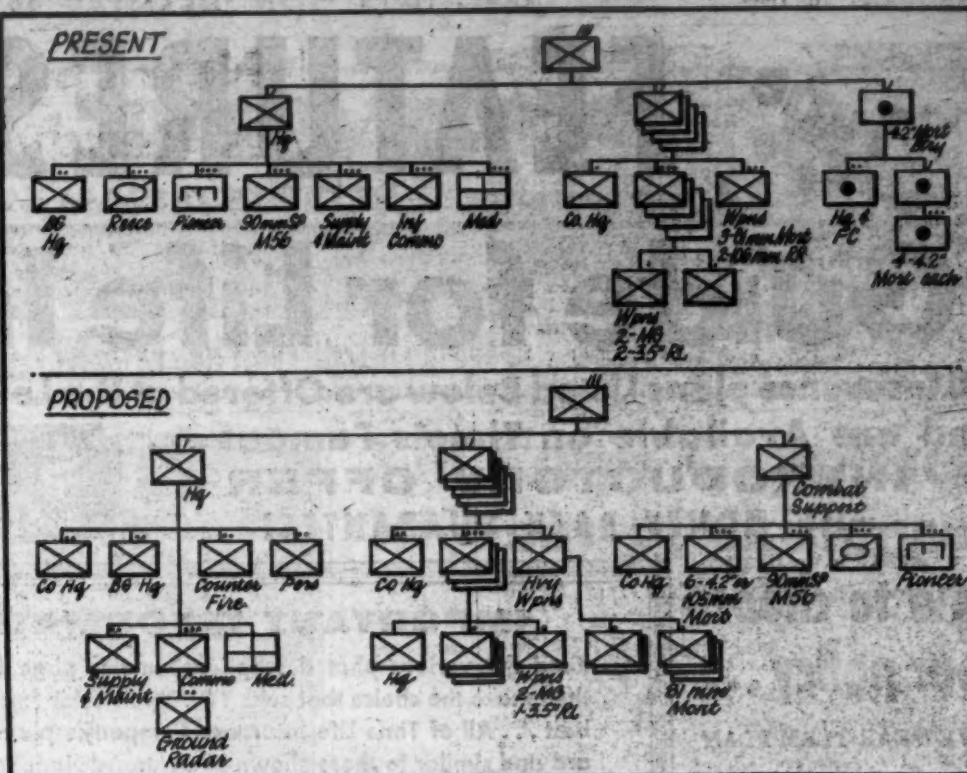 PRESENT
Hq
4.2" Mort
Btry
BG
Hq
Recce
Pioneer
90mm SP
M56
Supply
& Maint
Inf
Commo
Med
Co. Hq
Wpns
3-81mm Mort
2-106mm RR
Hq &
FC
4-4.2"
Mort each
Wpns
2-MG
2-3.5" RL
PROPOSED
Hq
Combat
Support
Co Hq
BG Hq
Counter
Fire
Pers
Co Hq
Hvy
Wpns
Co Hq
6-4.2" or
105mm
Mort
90mm SP
M56
Pioneer
Supply
& Maint
Commo
Med.
Hq
Wpns
2-MG
1-3.5" RL
81 mm
Mort
Ground
Radar